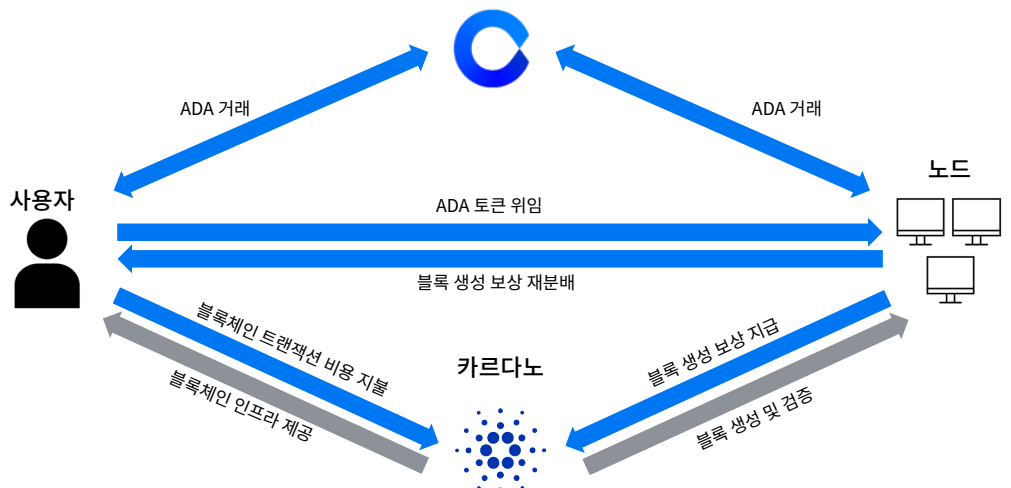 ADA 거래
ADA 거래
노드
사용자
ADA 토큰 위임
블록 생성 보상 재분배
블록체인 트랜잭션 비용 지불
블록체인 인프라 제공
카르다노
블록 생성 보상 지급
블록 생성 및 검증